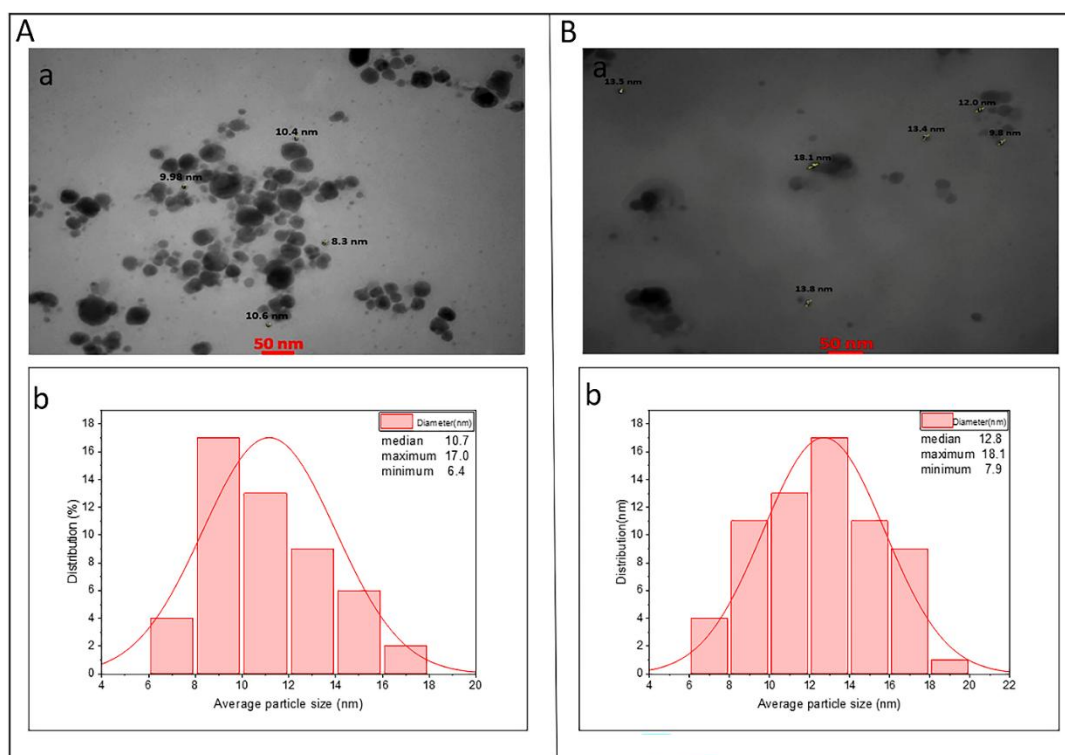 A
a
10.4 nm
9.98 nm
8.3 nm
10.6 nm
50 nm
b
Diameter(nm)
median 10.7
maximum 17.0
minimum 6.4
Distribution (%)
18
16
14
12
10
8
6
4
2
0
4 6 8 10 12 14 16 18 20
Average particle size (nm)
B
a
13.5 nm
12.0 nm
13.4 nm
9.8 nm
18.1 nm
13.8 nm
50 nm
b
Diameter(nm)
median 12.8
maximum 18.1
minimum 7.9
Distribution(nm)
18
16
14
12
10
8
6
4
2
0
4 6 8 10 12 14 16 18 20 22
Average particle size (nm)